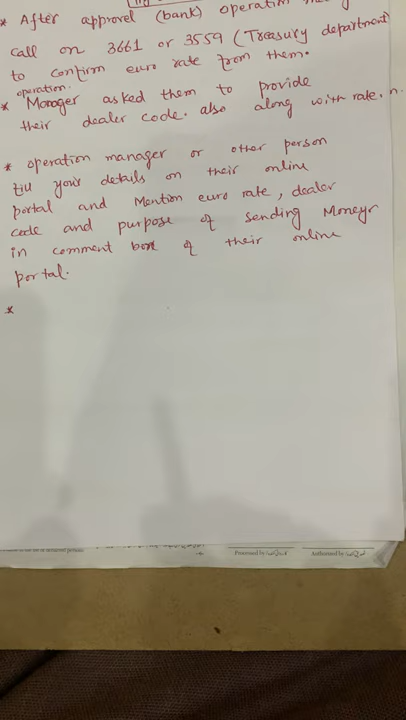 * After approvel (bank) operation
call on 3661 or 3559 (Treasury department)
to confirm euro rate from them.
operation
* Manager asked them to provide
their dealer code. also along with rate.
* operation manager or other person
fill your details on their online
portal and Mention euro rate, dealer
code and purpose of sending Money
in comment box of their online
portal.
*
Processed by
Authorised by